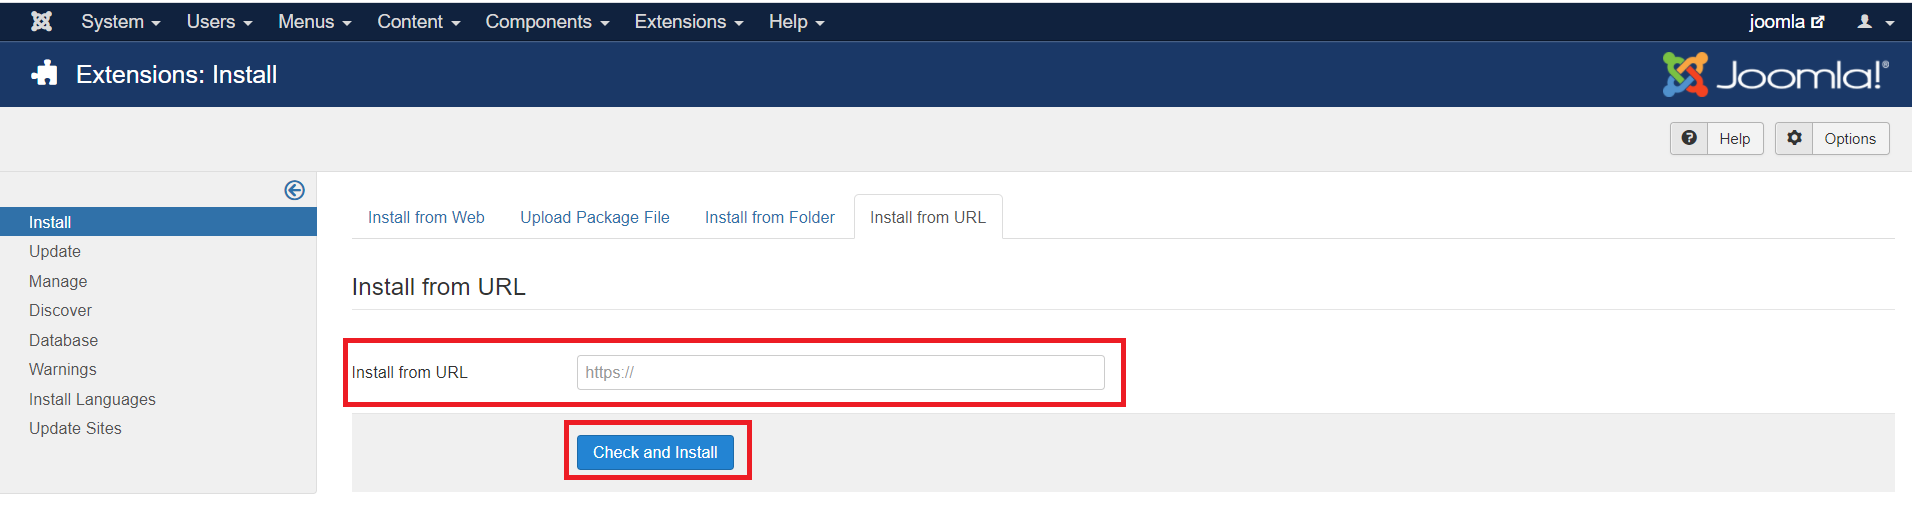 System Users Menus Content Components Extensions Help joomla
Extensions: Install Joomla!®
Help Options
Install
Update
Manage
Discover
Database
Warnings
Install Languages
Update Sites
Install from Web Upload Package File Install from Folder Install from URL
Install from URL
Install from URL https://
Check and Install